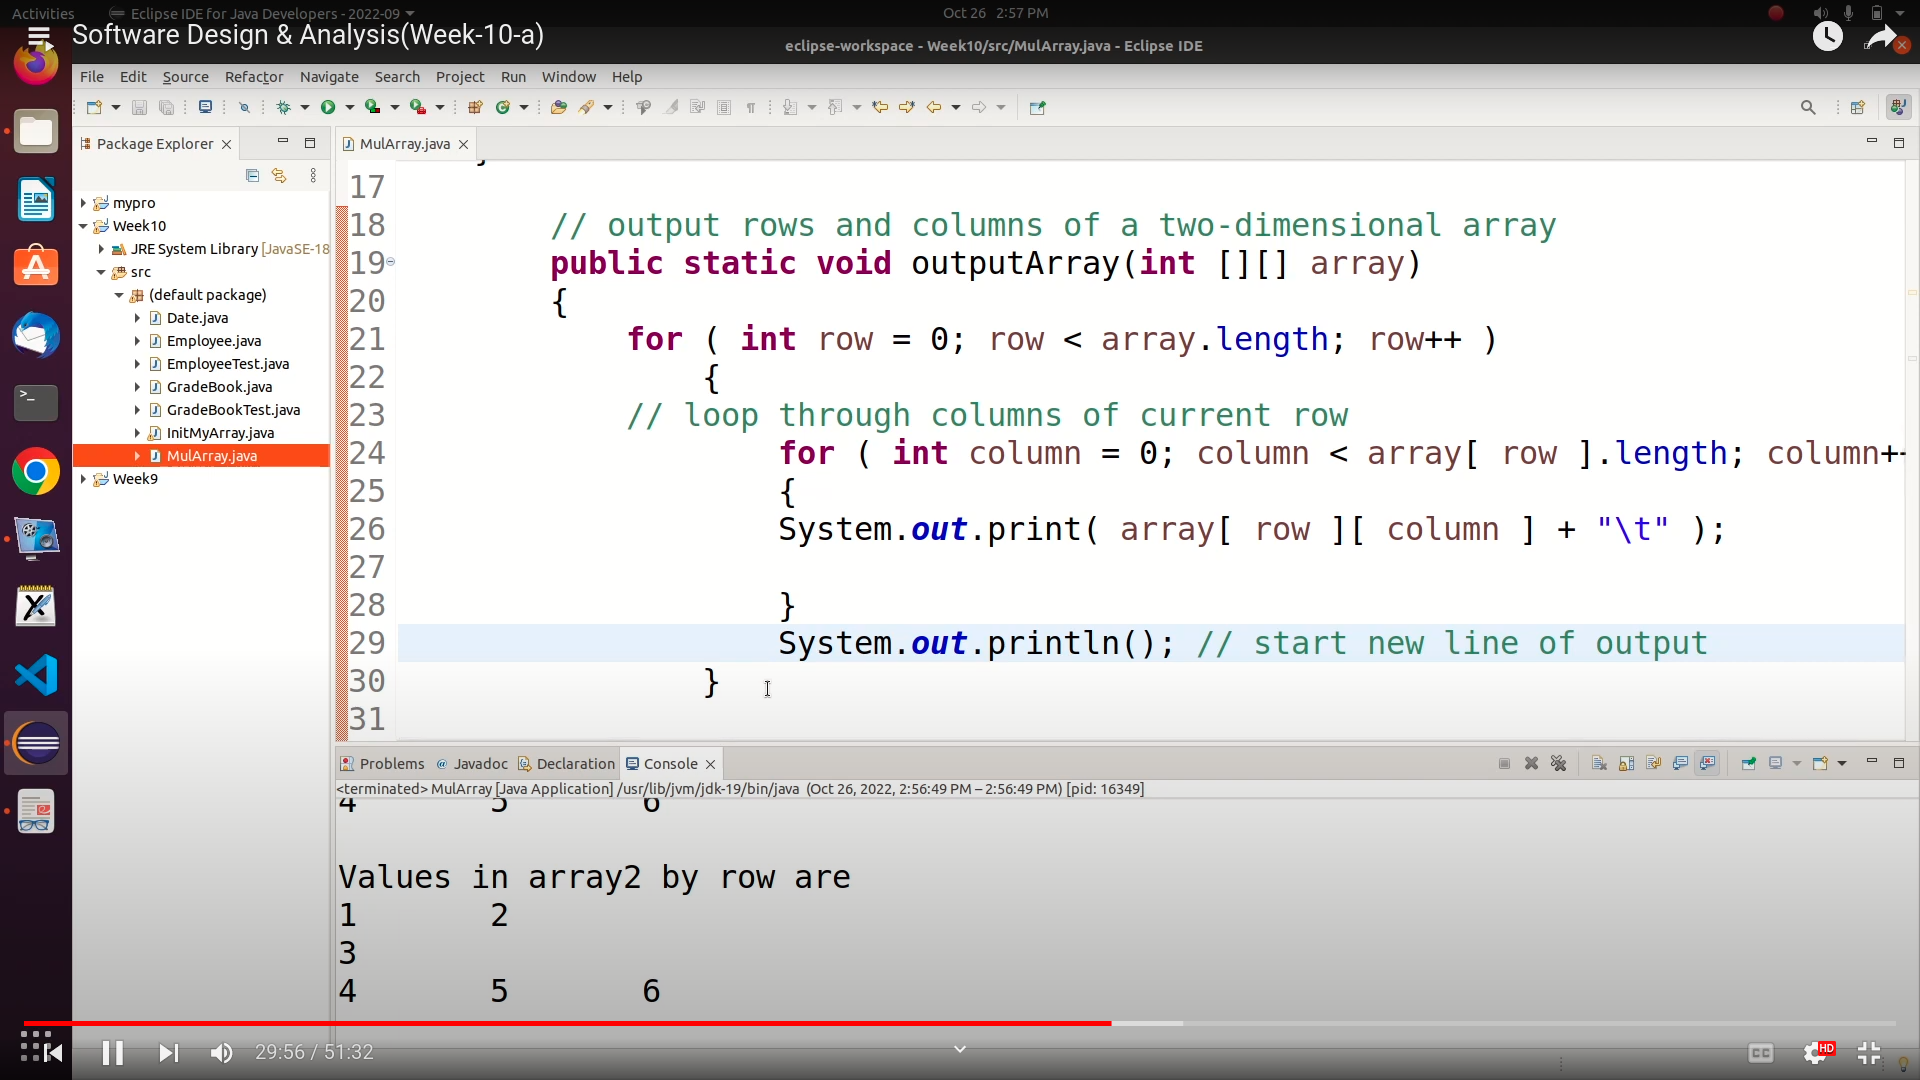 Activities
Eclipse IDE for Java Developers - 2022-09
Oct 26 2:57 PM
Software Design & Analysis(Week-10-a)
eclipse-workspace - Week10/src/MulArray.java - Eclipse IDE
File Edit Source Refactor Navigate Search Project Run Window Help
Package Explorer
MulArray.java
mypro
Week10
JRE System Library [JavaSE-18
src
(default package)
Date.java
Employee.java
EmployeeTest.java
GradeBook.java
GradeBookTest.java
InitMyArray.java
MulArray.java
Week9
17
18 // output rows and columns of a two-dimensional array
19 public static void outputArray(int [][] array)
20 {
21 for ( int row = 0; row < array.length; row++ )
22 {
23 // loop through columns of current row
24 for ( int column = 0; column < array[ row ].length; column+
25 {
26 System.out.print( array[ row ][ column ] + "\t" );
27
28 }
29 System.out.println(); // start new line of output
30 }
31
Problems @ Javadoc Declaration Console
<terminated> MulArray [Java Application] /usr/lib/jvm/jdk-19/bin/java (Oct 26, 2022, 2:56:49 PM – 2:56:49 PM) [pid: 16349]
4 5 6
Values in array2 by row are
1 2
3
4 5 6
29:56 / 51:32
CC
HD